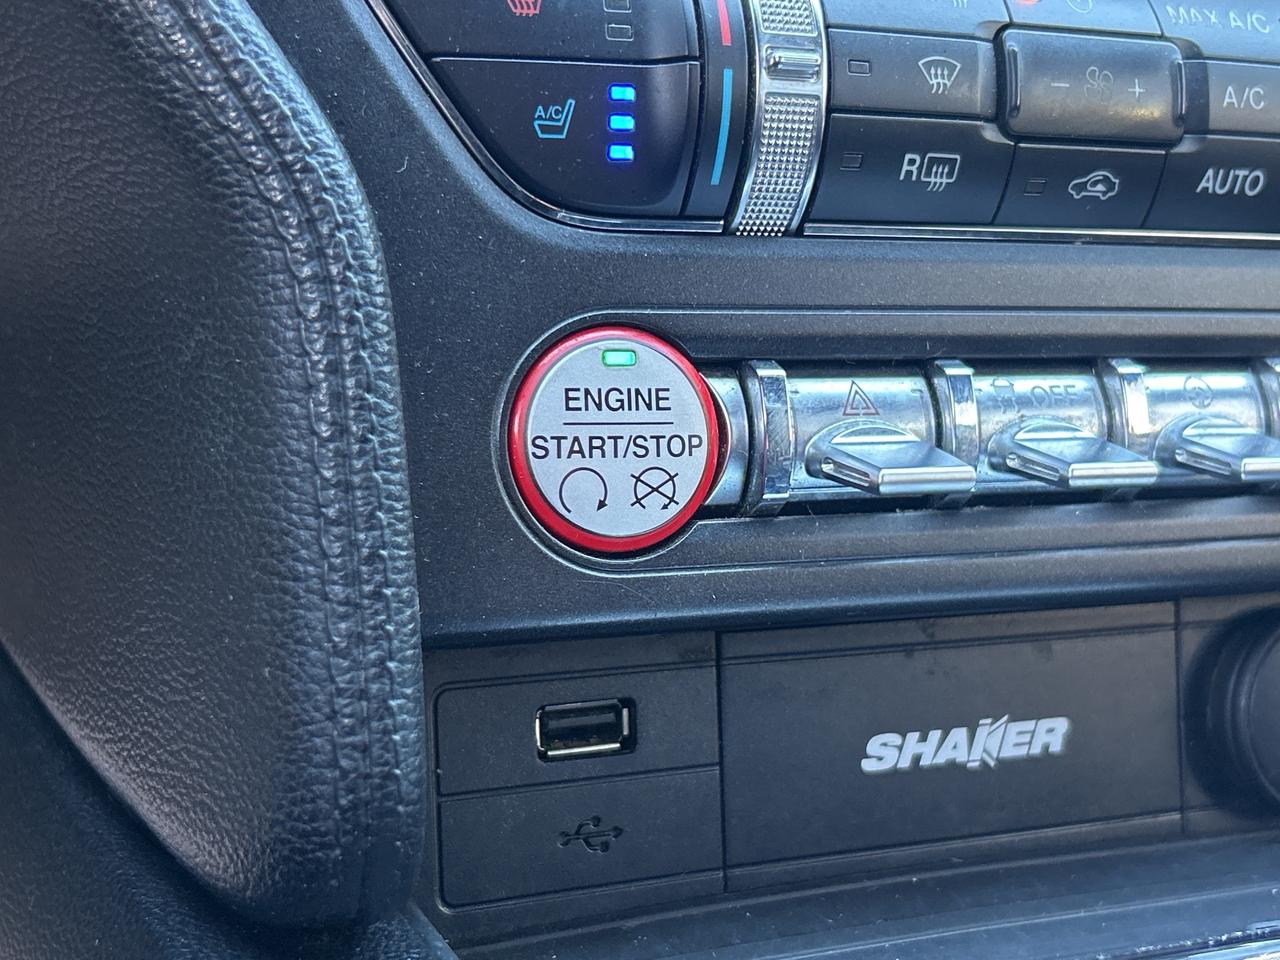 MAX A/C
A/C
− +
A/C
R
AUTO
ENGINE
START/STOP
OFF
SHAKER